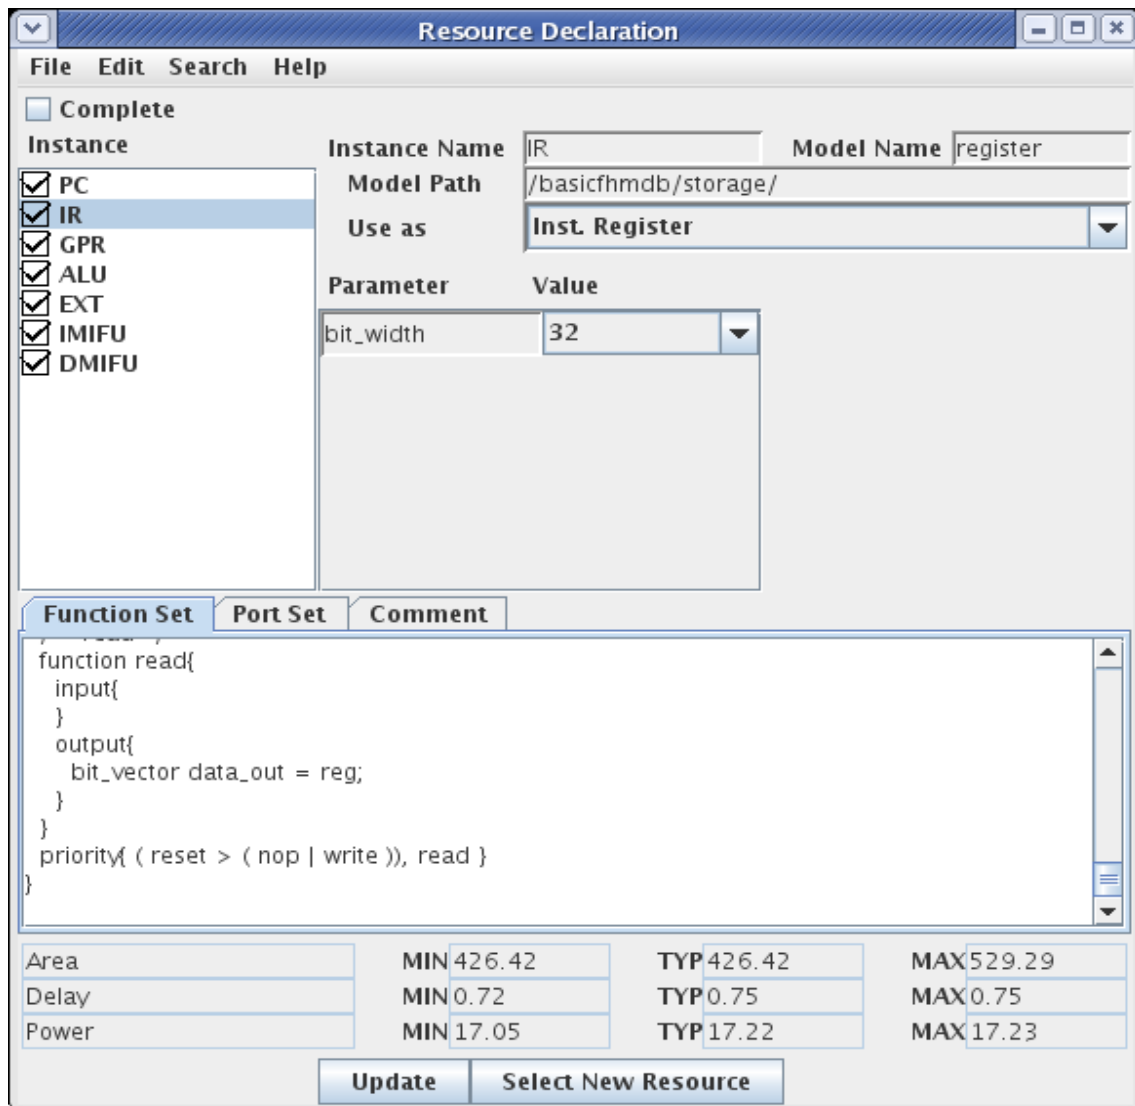 Resource Declaration
File Edit Search Help
Complete
Instance
Instance Name IR Model Name register
PC
Model Path /basicfhmdb/storage/
IR
Use as Inst. Register
GPR
ALU
Parameter Value
EXT
IMIFU
bit_width 32
DMIFU
Function Set Port Set Comment
function read{
input{
}
output{
bit_vector data_out = reg;
}
}
priority{ ( reset > ( nop | write )), read }
}
Area MIN 426.42 TYP 426.42 MAX 529.29
Delay MIN 0.72 TYP 0.75 MAX 0.75
Power MIN 17.05 TYP 17.22 MAX 17.23
Update Select New Resource